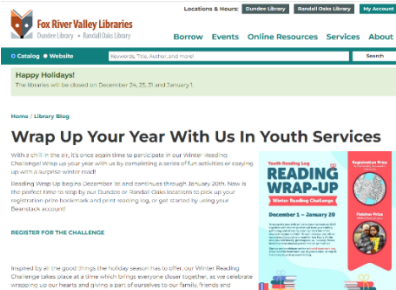 Locations & Hours: Dundee Library Randall Oaks Library My Account
Fox River Valley Libraries
Dundee Library • Randall Oaks Library
Borrow Events Online Resources Services About
Catalog Website Keywords, Title, Author, and more! Search
Happy Holidays!
The libraries will be closed on December 24, 25, 31 and January 1.
Home / Library Blog
Wrap Up Your Year With Us In Youth Services
With a chill in the air, it's once again time to participate in our Winter Reading
Challenge! Wrap up your year with us by completing a series of fun activities or cozying
up with a surprise winter read!
Reading Wrap-Up begins December 1st and continues through January 20th. Now is
the perfect time to stop by our Dundee or Randall Oaks locations to pick up your
registration prize bookmark and print reading log, or get started by using your
Beanstack account!
REGISTER FOR THE CHALLENGE
Inspired by all the good things the holiday season has to offer, our Winter Reading
Challenge takes place at a time which brings everyone closer together, as we celebrate
wrapping up our hearts and giving a part of ourselves to our family, friends and
Youth Reading Log
READING
WRAP-UP
Winter Reading Challenge
December 1 – January 20
Registration Prize
Finisher Prize